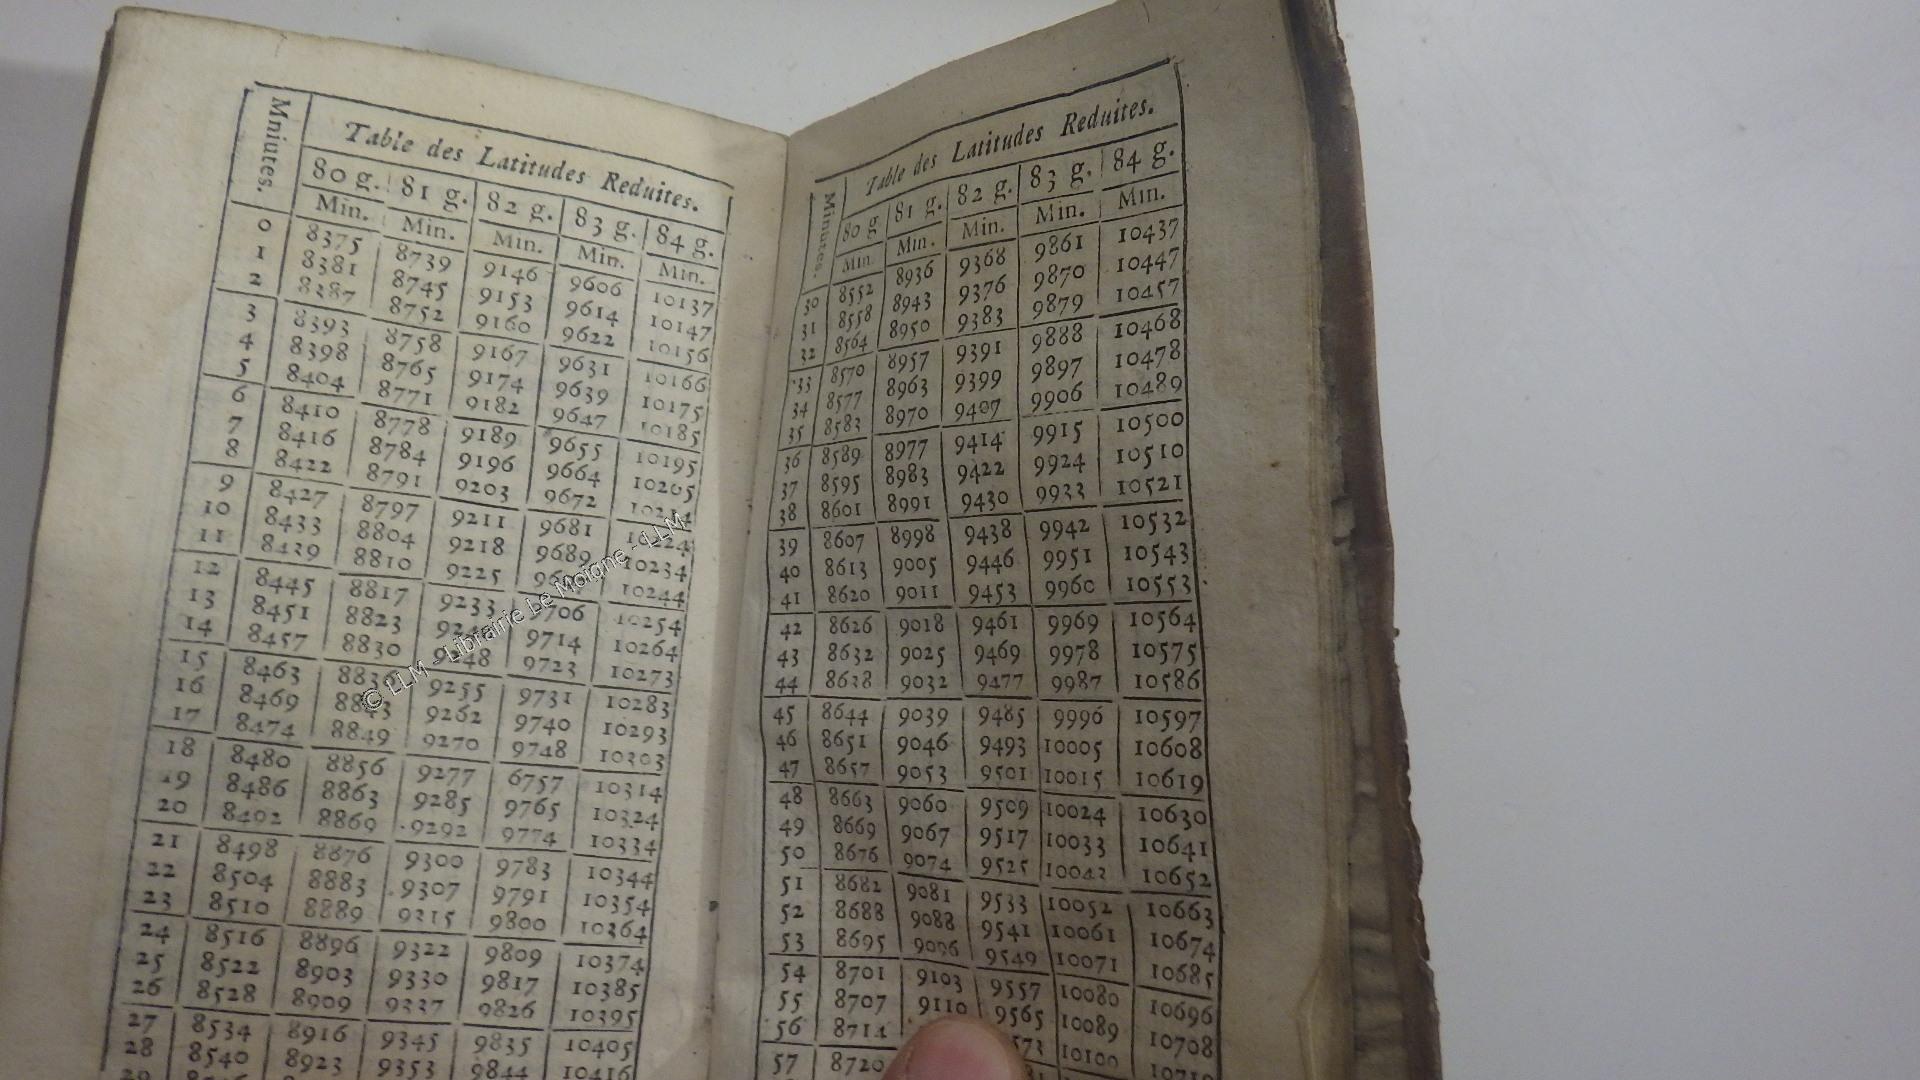 Mniutes.
Table des Latitudes Reduites.
80 g. 81 g. 82 g. 83 g. 84 g.
Min. Min. Min. Min. Min.
0 8375 8739 9146 9606 10137
1 8381 8745 9153 9614 10147
2 8387 8752 9160 9622 10156
3 8393 8758 9167 9631 10166
4 8398 8765 9174 9639 10175
5 8404 8771 9182 9647 10185
6 8410 8778 9189 9655 10195
7 8416 8784 9196 9664 10205
8 8422 8791 9203 9672
9 8427 8797 9211 9681
10 8433 8804 9218 9689 10234
11 8439 8810 9225 10244
12 8445 8817 9233 9706 10254
13 8451 8823 9714 10264
14 8457 8830 9248 9723 10273
15 8463 9255 9731 10283
16 8469 8843 9262 9740 10293
17 8474 8849 9270 9748 10303
18 8480 8856 9277 6757 10314
19 8486 8863 9285 9765 10324
20 8492 8869 9292 9774 10334
21 8498 8876 9300 9783 10344
22 8504 8883 9307 9791 10354
23 8510 8889 9315 9800 10364
24 8516 8896 9322 9809 10374
25 8522 8903 9330 9817 10385
26 8528 8909 9337 9826 10395
27 8534 8916 9345 9835 10405
28 8540 8923 9353 9844 10416
29
Minutes.
Table des Latitudes Reduites.
80 g 81 g. 82 g. 83 g. 84 g.
Min. Min. Min. Min. Min.
30 8552 8936 9368 9861 10437
31 8558 8943 9376 9870 10447
32 8564 8950 9383 9879 10457
33 8570 8957 9391 9888 10468
34 8577 8963 9399 9897 10478
35 8583 8970 9407 9906 10489
36 8589 8977 9414 9915 10500
37 8595 8983 9422 9924 10510
38 8601 8991 9430 9933 10521
39 8607 8998 9438 9942 10532
40 8613 9005 9446 9951 10543
41 8620 9011 9453 9960 10553
42 8626 9018 9461 9969 10564
43 8632 9025 9469 9978 10575
44 8638 9032 9477 9987 10586
45 8644 9039 9485 9996 10597
46 8651 9046 9493 10005 10608
47 8657 9053 9501 10015 10619
48 8663 9060 9509 10024 10630
49 8669 9067 9517 10033 10641
50 8676 9074 9525 10043 10652
51 8682 9081 9533 10052 10663
52 8688 9088 9541 10061 10674
53 8695 9096 9549 10071 10685
54 8701 9103 9557 10080 10696
55 8707 9110 9565 10089 10708
56 8714 10100
57 8720
© LLM - Librairie Le Moigne - LLM